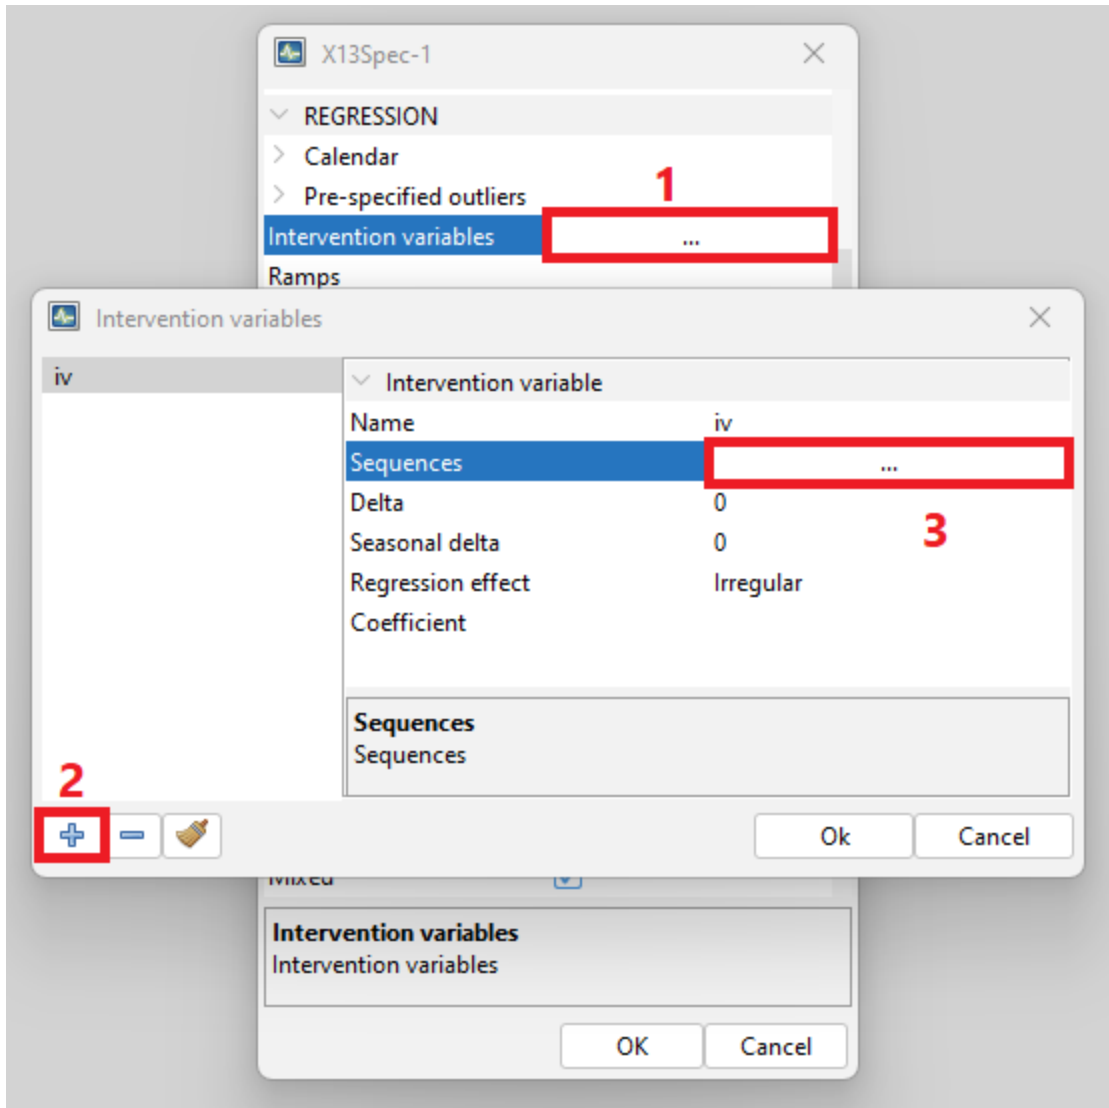 X13Spec-1
REGRESSION
Calendar
Pre-specified outliers
1
Intervention variables ...
Ramps
Intervention variables
iv
Intervention variable
Name iv
Sequences ...
Delta 0
Seasonal delta 0
3
Regression effect Irregular
Coefficient
Sequences
Sequences
2
Ok Cancel
Mixed
Intervention variables
Intervention variables
OK Cancel